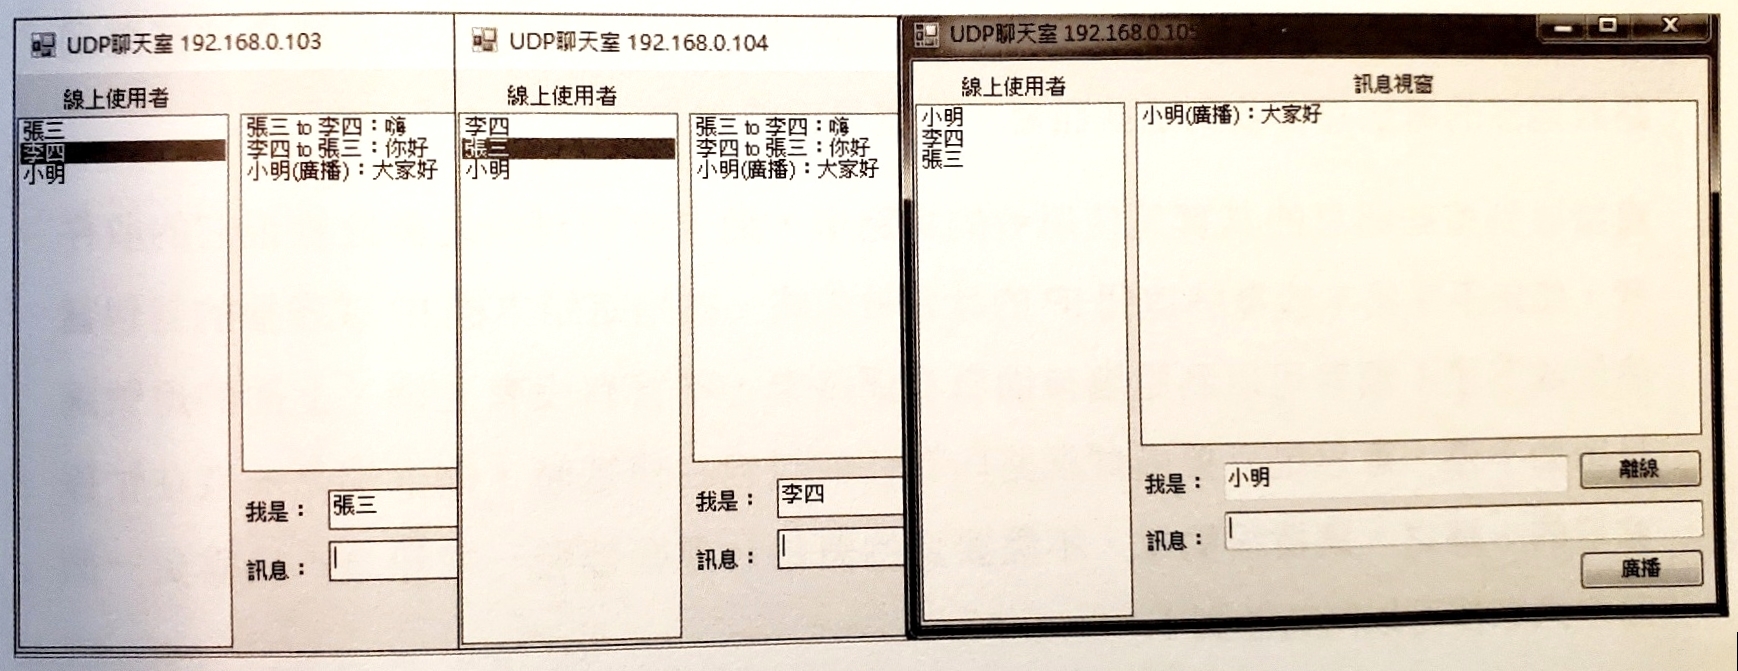 UDP聊天室 192.168.0.103
線上使用者
張三
李四
小明
張三 to 李四：嗨
李四 to 張三：你好
小明(廣播)：大家好
我是：
張三
訊息：
UDP聊天室 192.168.0.104
線上使用者
李四
張三
小明
張三 to 李四：嗨
李四 to 張三：你好
小明(廣播)：大家好
我是：
李四
訊息：
UDP聊天室 192.168.0.105
線上使用者
訊息視窗
小明
李四
張三
小明(廣播)：大家好
我是：
小明
離線
訊息：
廣播